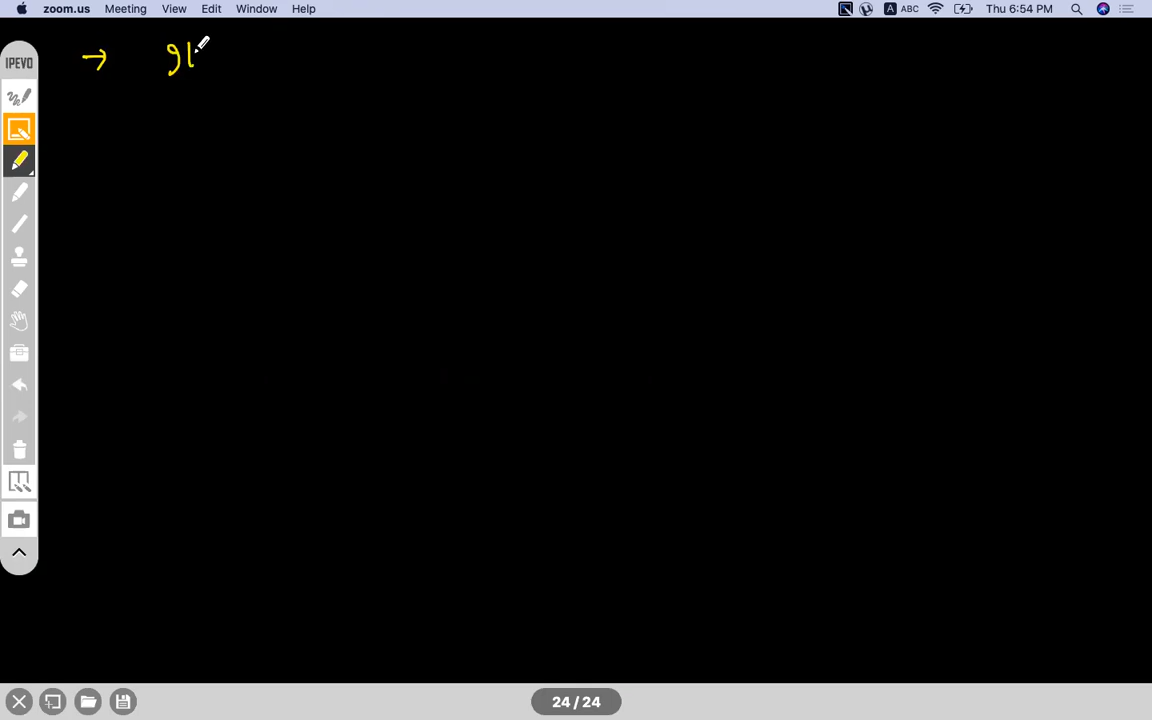 zoom.us Meeting View Edit Window Help A ABC Thu 6:54 PM
IPEVO
→
24 / 24